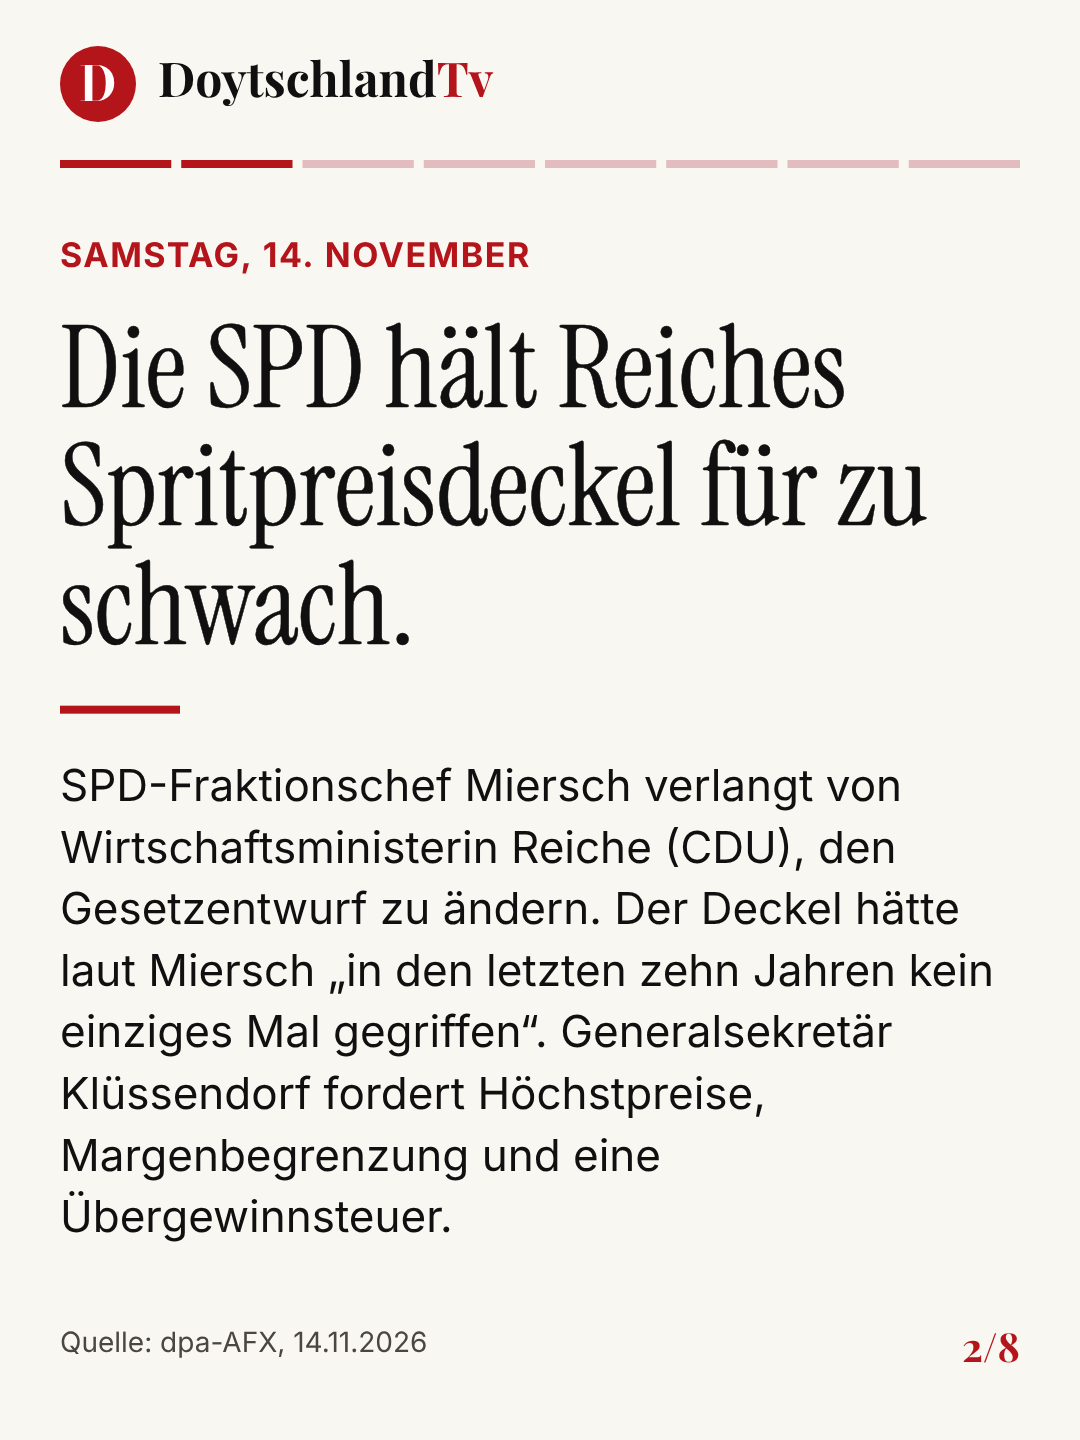 D DoytschlandTv
SAMSTAG, 14. NOVEMBER
Die SPD hält Reiches
Spritpreisdeckel für zu
schwach.
SPD-Fraktionschef Miersch verlangt von
Wirtschaftsministerin Reiche (CDU), den
Gesetzentwurf zu ändern. Der Deckel hätte
laut Miersch „in den letzten zehn Jahren kein
einziges Mal gegriffen“. Generalsekretär
Klüssendorf fordert Höchstpreise,
Margenbegrenzung und eine
Übergewinnsteuer.
Quelle: dpa-AFX, 14.11.2026
2/8